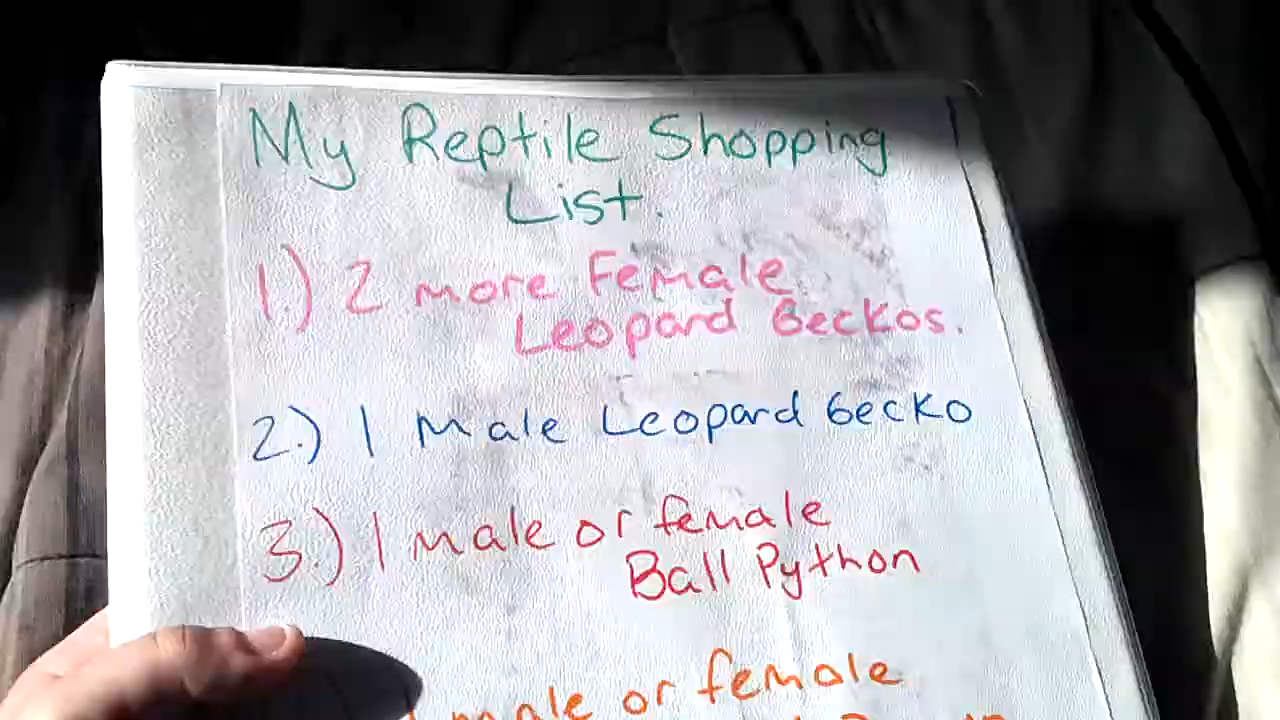 My Reptile Shopping
List.
1.) 2 more Female
Leopard Geckos.
2.) 1 Male Leopard Gecko
3.) 1 male or female
Ball Python
male or female